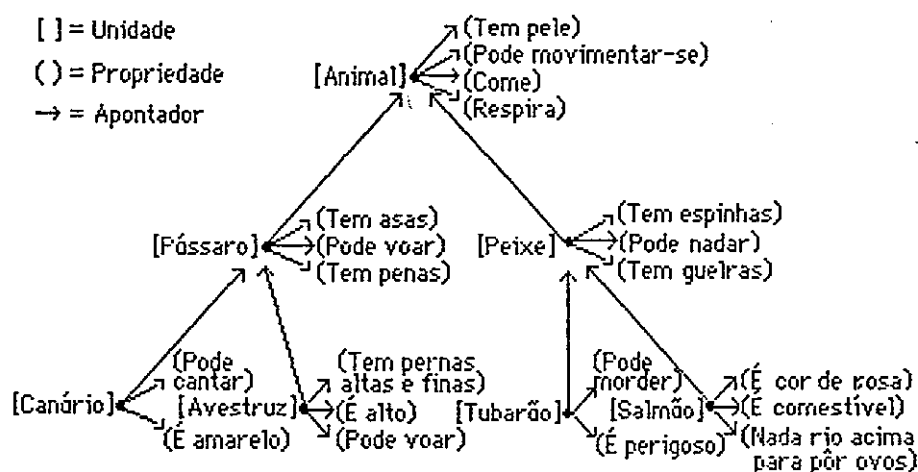 [ ] = Unidade
( ) = Propriedade
→ = Apontador
[Animal]
(Tem pele)
(Pode movimentar-se)
(Come)
(Respira)
[Pássaro]
(Tem asas)
(Pode voar)
(Tem penas)
[Peixe]
(Tem espinhas)
(Pode nadar)
(Tem guelras)
[Canário]
(Pode
cantar)
(É amarelo)
[Avestruz]
(Tem pernas
altas e finas)
(É alto)
(Pode voar)
[Tubarão]
(Pode
morder)
(É perigoso)
[Salmão]
(É cor de rosa)
(É comestível)
(Nada rio acima
para pôr ovos)